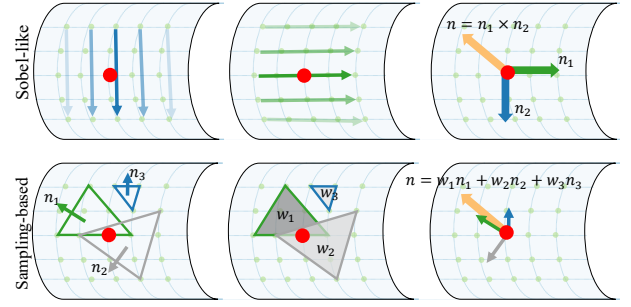 Sobel-like
n = n₁ × n₂
n₁
n₂
Sampling-based
n₁
n₂
n₃
w₁
w₂
w₃
n = w₁n₁ + w₂n₂ + w₃n₃